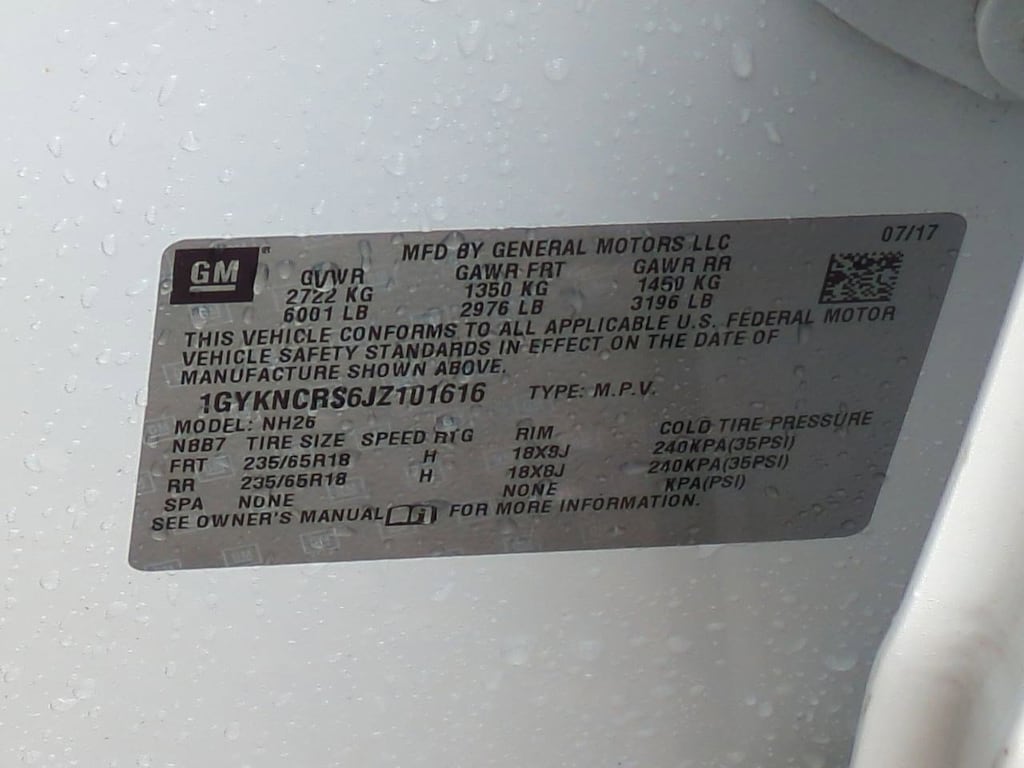 GM
MFD BY GENERAL MOTORS LLC 07/17
GVWR GAWR FRT GAWR RR
2722 KG 1350 KG 1450 KG
6001 LB 2976 LB 3196 LB
THIS VEHICLE CONFORMS TO ALL APPLICABLE U.S. FEDERAL MOTOR
VEHICLE SAFETY STANDARDS IN EFFECT ON THE DATE OF
MANUFACTURE SHOWN ABOVE.
1GYKNCRS6JZ101616 TYPE: M.P.V.
MODEL: NH26
NBB7 TIRE SIZE SPEED RTG RIM COLD TIRE PRESSURE
FRT 235/65R18 H 18X8J 240KPA(35PSI)
RR 235/65R18 H 18X8J 240KPA(35PSI)
SPA NONE NONE KPA(PSI)
SEE OWNER'S MANUAL FOR MORE INFORMATION.